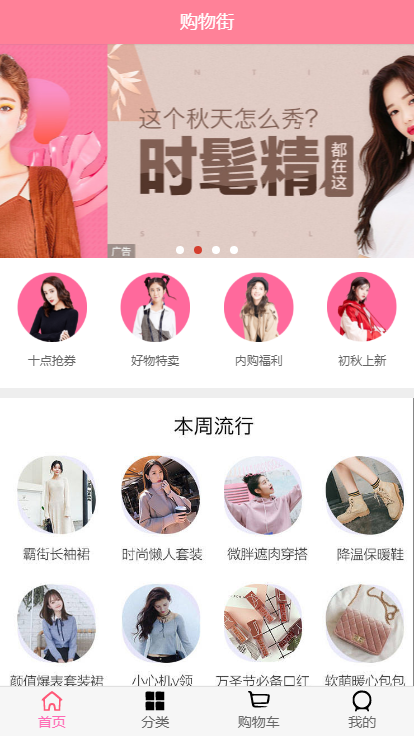 购物街
N T I M
这个秋天怎么秀?
时髦精
都在这
S T Y L
广告
十点抢券 好物特卖 内购福利 初秋上新
本周流行
霸街长袖裙 时尚懒人套装 微胖遮肉穿搭 降温保暖鞋
颜值爆表套装裙 小心机v领 万圣节必备口红 软萌暖心包包
首页 分类 购物车 我的